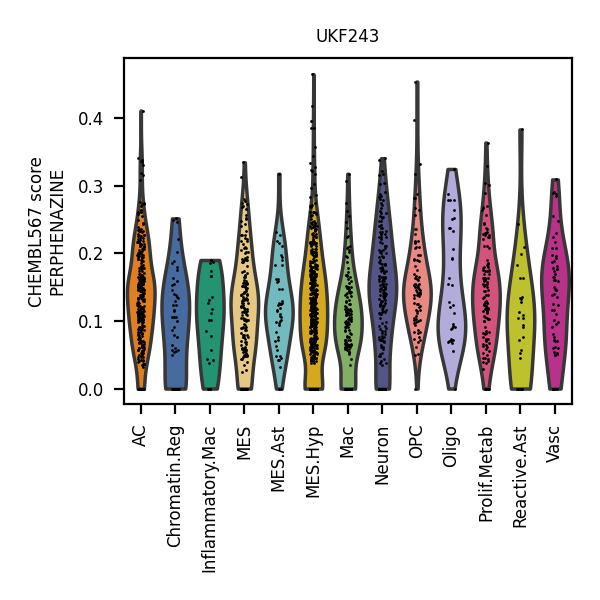 UKF243
CHEMBL567 score
PERPHENAZINE
0.4
0.3
0.2
0.1
0.0
AC
Chromatin.Reg
Inflammatory.Mac
MES
MES.Ast
MES.Hyp
Mac
Neuron
OPC
Oligo
Prolif.Metab
Reactive.Ast
Vasc